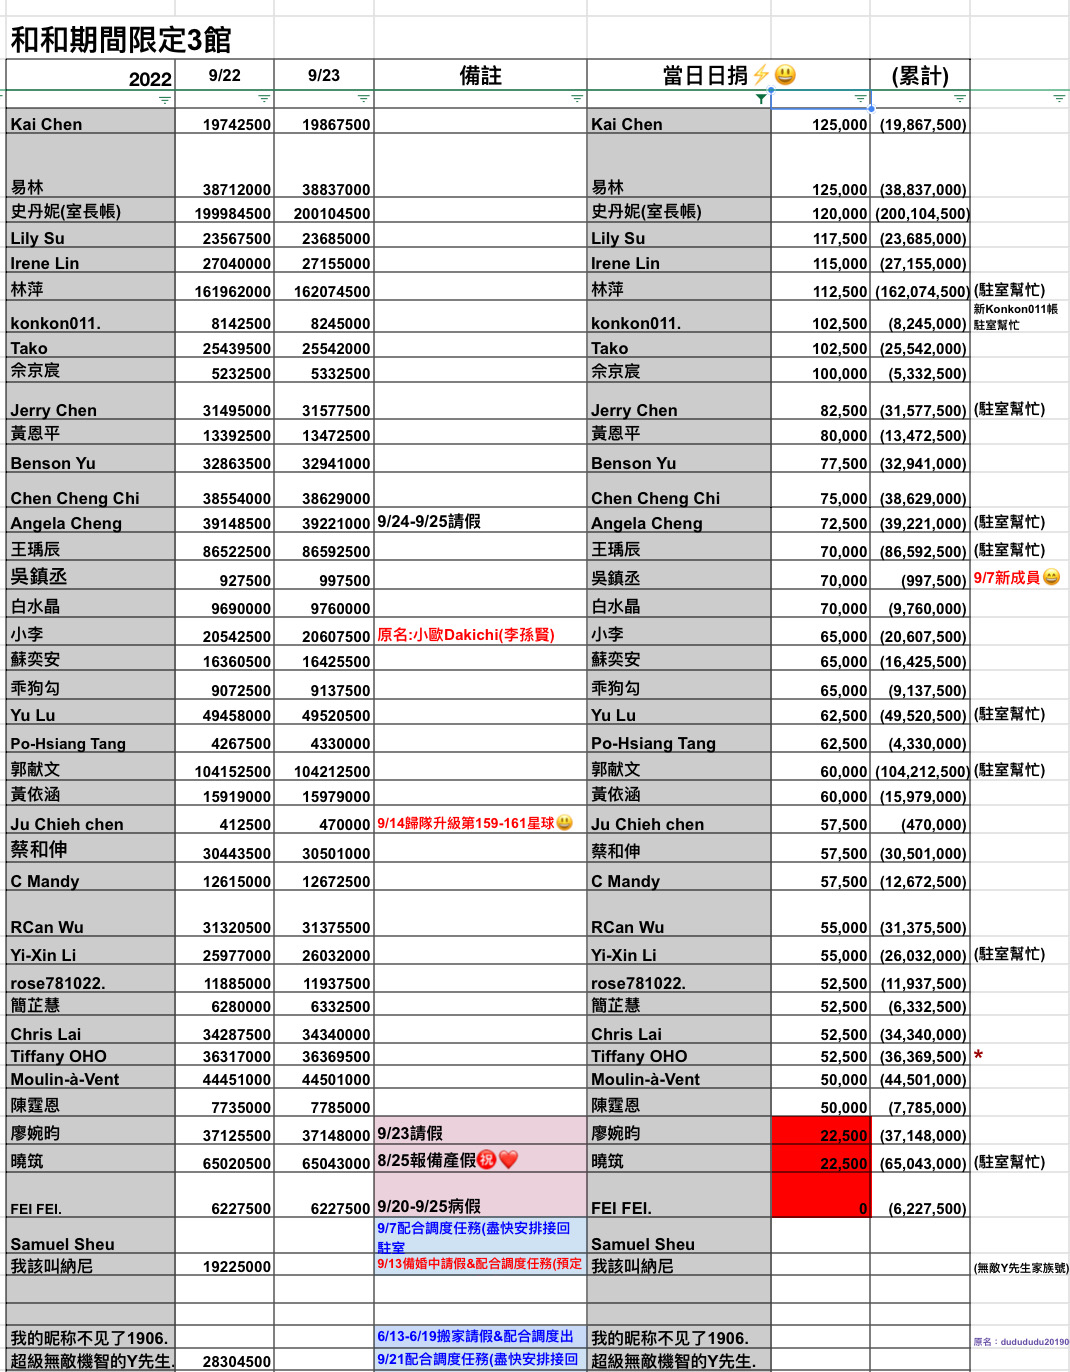 和和期間限定3館
2022 9/22 9/23 備註 當日日捐⚡😃 (累計)
Kai Chen 19742500 19867500 Kai Chen 125,000 (19,867,500)
易林 38712000 38837000 易林 125,000 (38,837,000)
史丹妮(室長帳) 199984500 200104500 史丹妮(室長帳) 120,000 (200,104,500)
Lily Su 23567500 23685000 Lily Su 117,500 (23,685,000)
Irene Lin 27040000 27155000 Irene Lin 115,000 (27,155,000)
林萍 161962000 162074500 林萍 112,500 (162,074,500) (駐室幫忙)
konkon011. 8142500 8245000 konkon011. 102,500 (8,245,000) 新Konkon011帳
駐室幫忙
Tako 25439500 25542000 Tako 102,500 (25,542,000)
余京宸 5232500 5332500 余京宸 100,000 (5,332,500)
Jerry Chen 31495000 31577500 Jerry Chen 82,500 (31,577,500) (駐室幫忙)
黃恩平 13392500 13472500 黃恩平 80,000 (13,472,500)
Benson Yu 32863500 32941000 Benson Yu 77,500 (32,941,000)
Chen Cheng Chi 38554000 38629000 Chen Cheng Chi 75,000 (38,629,000)
Angela Cheng 39148500 39221000 9/24-9/25請假 Angela Cheng 72,500 (39,221,000) (駐室幫忙)
王瑀辰 86522500 86592500 王瑀辰 70,000 (86,592,500) (駐室幫忙)
吳鎮丞 927500 997500 吳鎮丞 70,000 (997,500) 9/7新成員😄
白水晶 9690000 9760000 白水晶 70,000 (9,760,000)
小李 20542500 20607500 原名:小歐Dakichi(李孫賢) 小李 65,000 (20,607,500)
蘇奕安 16360500 16425500 蘇奕安 65,000 (16,425,500)
乖狗勾 9072500 9137500 乖狗勾 65,000 (9,137,500)
Yu Lu 49458000 49520500 Yu Lu 62,500 (49,520,500) (駐室幫忙)
Po-Hsiang Tang 4267500 4330000 Po-Hsiang Tang 62,500 (4,330,000)
郭献文 104152500 104212500 郭献文 60,000 (104,212,500) (駐室幫忙)
黃依涵 15919000 15979000 黃依涵 60,000 (15,979,000)
Ju Chieh chen 412500 470000 9/14歸隊升級第159-161星球😃 Ju Chieh chen 57,500 (470,000)
蔡和伸 30443500 30501000 蔡和伸 57,500 (30,501,000)
C Mandy 12615000 12672500 C Mandy 57,500 (12,672,500)
RCan Wu 31320500 31375500 RCan Wu 55,000 (31,375,500)
Yi-Xin Li 25977000 26032000 Yi-Xin Li 55,000 (26,032,000) (駐室幫忙)
rose781022. 11885000 11937500 rose781022. 52,500 (11,937,500)
簡芷慧 6280000 6332500 簡芷慧 52,500 (6,332,500)
Chris Lai 34287500 34340000 Chris Lai 52,500 (34,340,000)
Tiffany OHO 36317000 36369500 Tiffany OHO 52,500 (36,369,500) *
Moulin-à-Vent 44451000 44501000 Moulin-à-Vent 50,000 (44,501,000)
陳霆恩 7735000 7785000 陳霆恩 50,000 (7,785,000)
廖婉昀 37125500 37148000 9/23請假 廖婉昀 22,500 (37,148,000)
曉筑 65020500 65043000 8/25報備產假㊗️❤️ 曉筑 22,500 (65,043,000) (駐室幫忙)
FEI FEI. 6227500 6227500 9/20-9/25病假 FEI FEI. 0 (6,227,500)
Samuel Sheu 9/7配合調度任務(盡快安排接回 Samuel Sheu
駐室
我該叫納尼 19225000 9/13備婚中請假&配合調度任務(預定 我該叫納尼 (無敵Y先生家族號)
我的昵称不见了1906. 6/13-6/19搬家請假&配合調度出 我的昵称不见了1906. 原名：dudududu20190
超級無敵機智的Y先生. 28304500 9/21配合調度任務(盡快安排接回 超級無敵機智的Y先生.